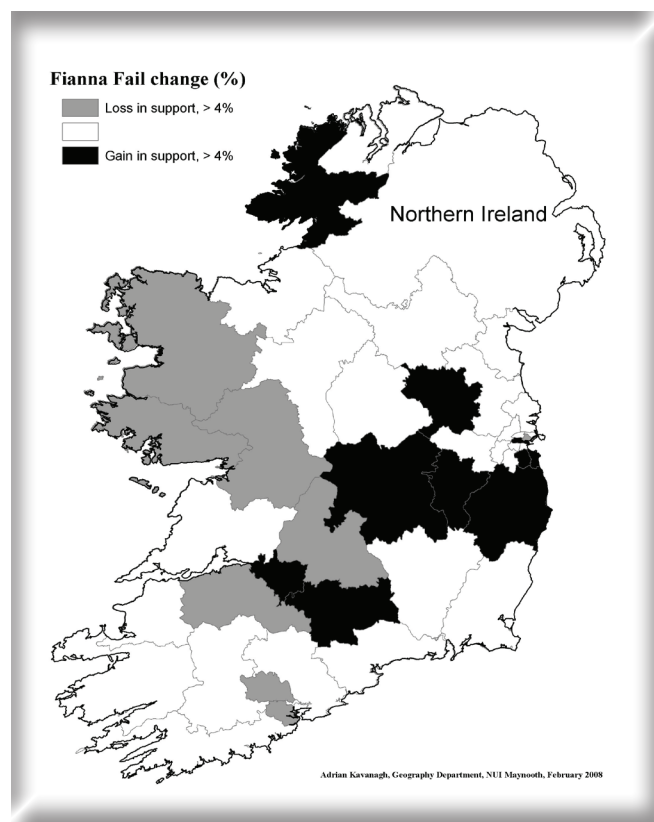 Fianna Fail change (%)
Loss in support, > 4%
Gain in support, > 4%
Northern Ireland
Adrian Kavanagh, Geography Department, NUI Maynooth, February 2008